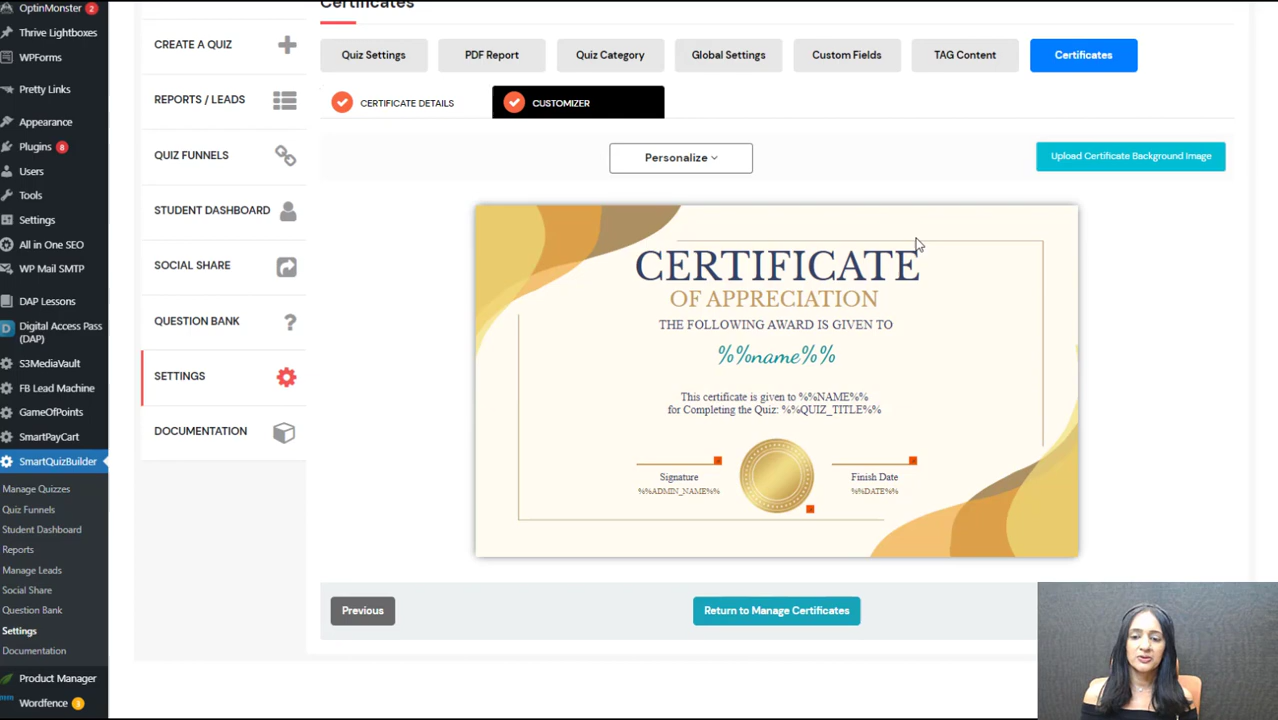 OptinMonster 2
Thrive Lightboxes
WPForms
Pretty Links
Appearance
Plugins 8
Users
Tools
Settings
All in One SEO
WP Mail SMTP
DAP Lessons
Digital Access Pass
(DAP)
S3MediaVault
FB Lead Machine
GameOfPoints
SmartPayCart
SmartQuizBuilder
Manage Quizzes
Quiz Funnels
Student Dashboard
Reports
Manage Leads
Social Share
Question Bank
Settings
Documentation
Product Manager
Wordfence 3
CREATE A QUIZ
REPORTS / LEADS
QUIZ FUNNELS
STUDENT DASHBOARD
SOCIAL SHARE
QUESTION BANK
SETTINGS
DOCUMENTATION
Certificates
Quiz Settings
PDF Report
Quiz Category
Global Settings
Custom Fields
TAG Content
Certificates
CERTIFICATE DETAILS
CUSTOMIZER
Personalize
Upload Certificate Background Image
CERTIFICATE
OF APPRECIATION
THE FOLLOWING AWARD IS GIVEN TO
%%name%%
This certificate is given to %%NAME%%
for Completing the Quiz: %%QUIZ_TITLE%%
Signature
%%ADMIN_NAME%%
Finish Date
%%DATE%%
Previous
Return to Manage Certificates